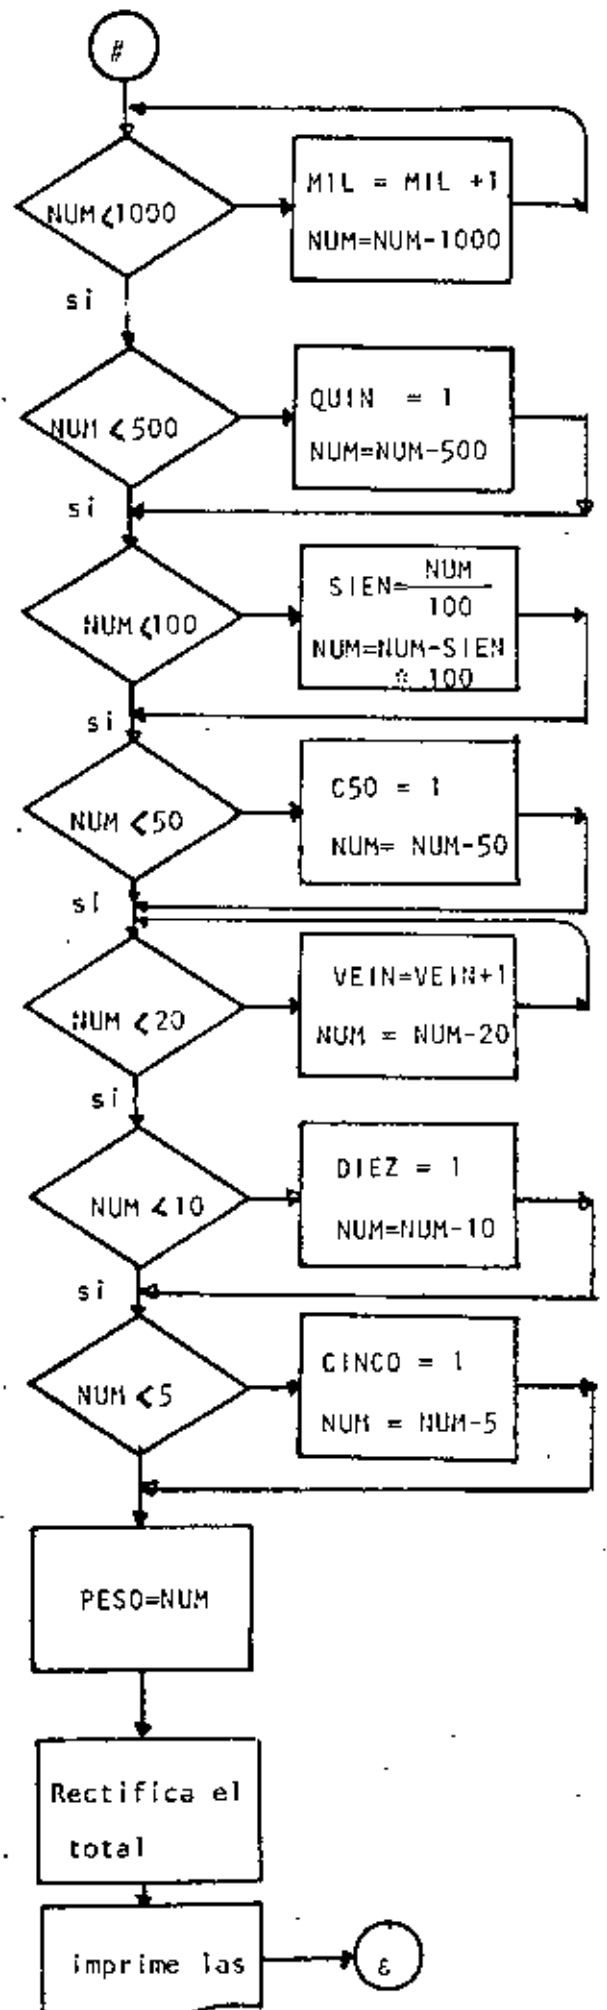 #
NUM<1000
MIL = MIL +1
NUM=NUM-1000
si
NUM <500
QUIN = 1
NUM=NUM-500
si
NUM<100
SIEN=NUM
100
NUM=NUM-SIEN
* 100
si
NUM <50
C50 = 1
NUM= NUM-50
si
NUM <20
VEIN=VEIN+1
NUM = NUM-20
si
NUM <10
DIEZ = 1
NUM=NUM-10
si
NUM <5
CINCO = 1
NUM = NUM-5
PESO=NUM
Rectifica el
total
imprime las
&